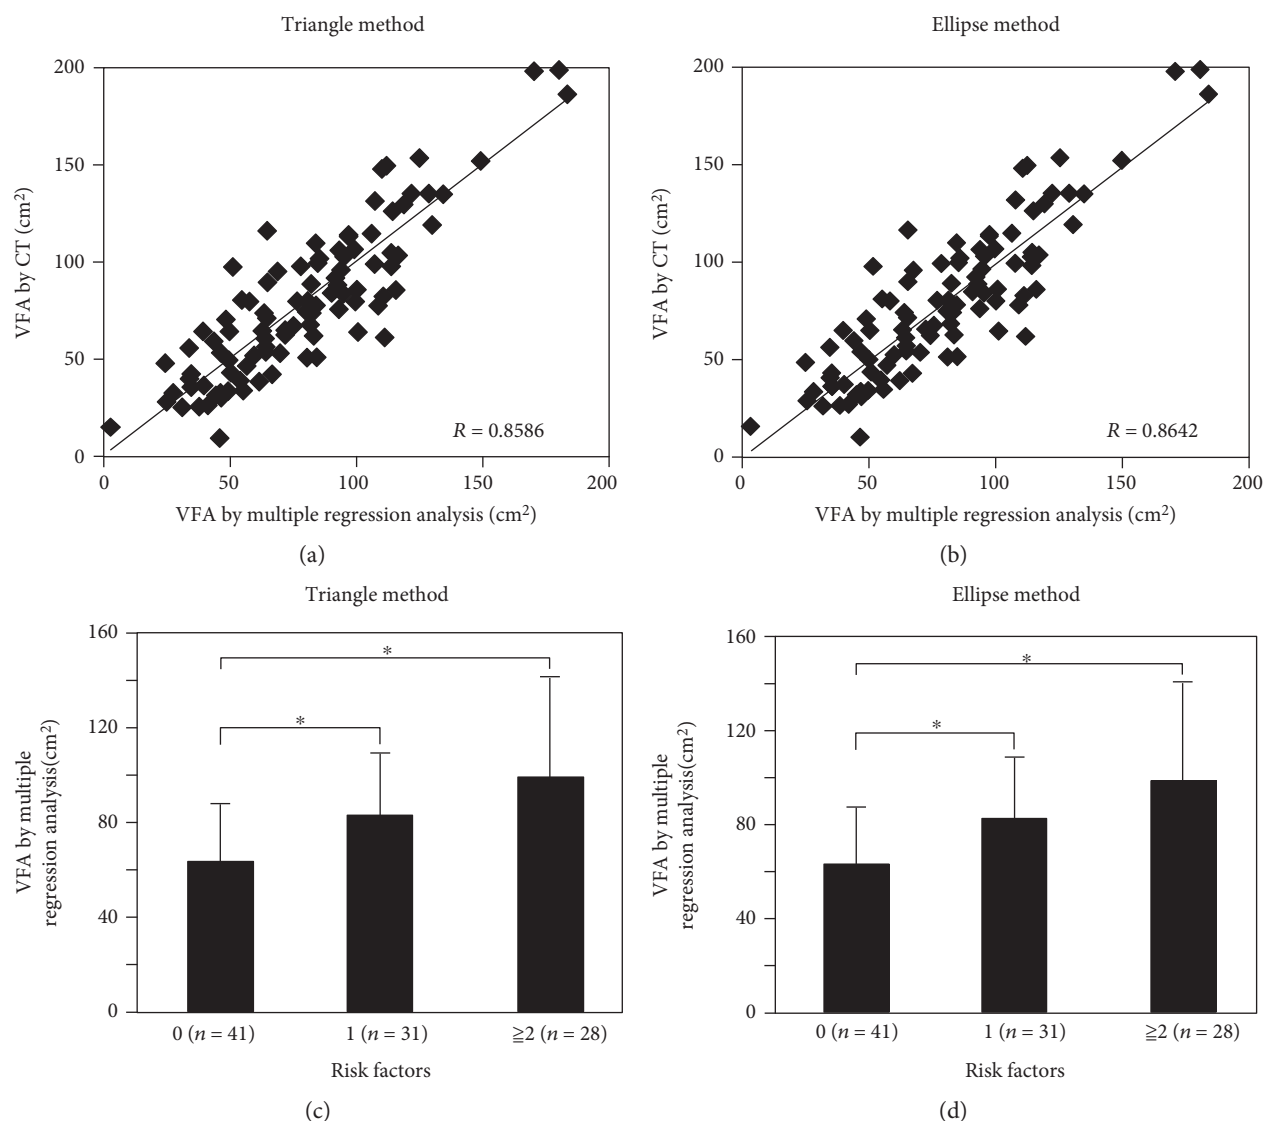 Triangle method
200
150
100
50
0
VFA by CT (cm2)
R = 0.8586
0 50 100 150 200
VFA by multiple regression analysis (cm2)
(a)
Ellipse method
200
150
100
50
0
VFA by CT (cm2)
R = 0.8642
0 50 100 150 200
VFA by multiple regression analysis (cm2)
(b)
Triangle method
160
120
80
40
0
VFA by multiple
regression analysis(cm2)
*
*
0 (n = 41) 1 (n = 31) ≧2 (n = 28)
Risk factors
(c)
Ellipse method
160
120
80
40
0
VFA by multiple
regression analysis(cm2)
*
*
0 (n = 41) 1 (n = 31) ≧2 (n = 28)
Risk factors
(d)